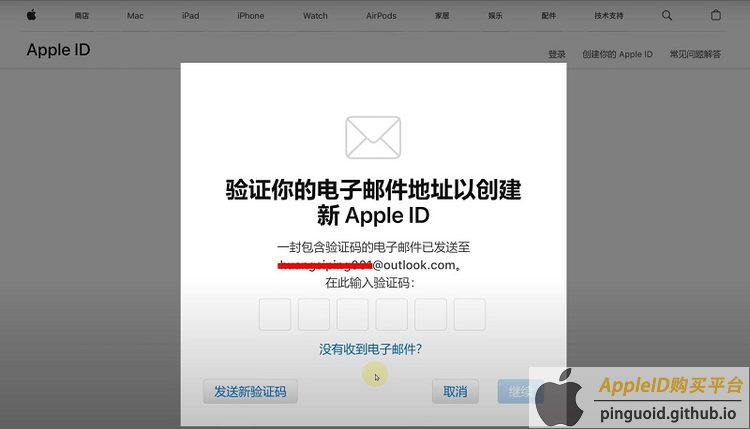 商店 Mac iPad iPhone Watch AirPods 家居 娱乐 配件 技术支持
Apple ID
登录 创建你的 Apple ID 常见问题解答
验证你的电子邮件地址以创建
新 Apple ID
一封包含验证码的电子邮件已发送至
@outlook.com。
在此输入验证码：
没有收到电子邮件？
发送新验证码 取消 继续
AppleID购买平台
pinguoid.github.io